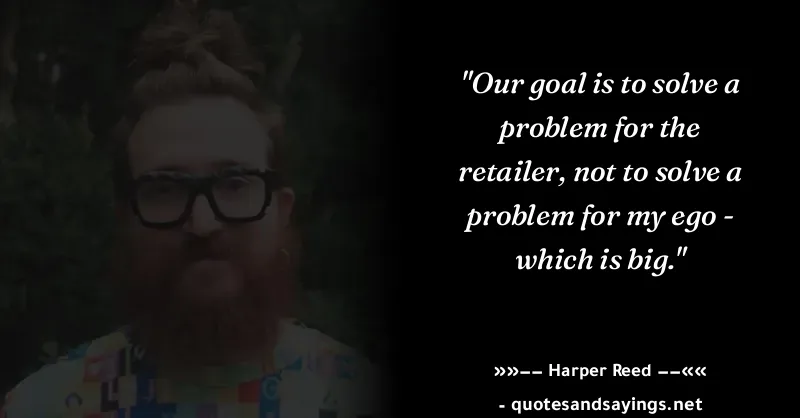 "Our goal is to solve a
problem for the
retailer, not to solve a
problem for my ego -
which is big."
»»−− Harper Reed −−««
- quotesandsayings.net